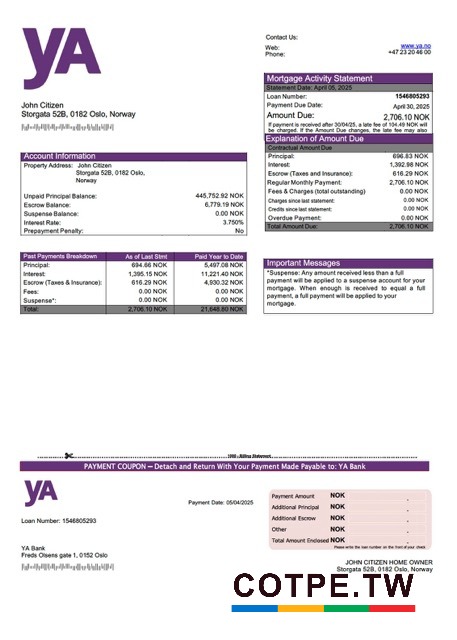 YA
Contact Us:
Web: www.ya.no
Phone: +47 23 20 46 00
Mortgage Activity Statement
Statement Date: April 05, 2025
Loan Number: 1546805293
Payment Due Date: April 30, 2025
Amount Due: 2,706.10 NOK
If payment is received after 30/04/25, a late fee of 104.49 NOK will
be charged. If the Amount Due changes, the late fee may also
John Citizen
Storgata 52B, 0182 Oslo, Norway
Explanation of Amount Due
Contractual Amount Due
Principal: 696.83 NOK
Interest: 1,392.98 NOK
Escrow (Taxes and Insurance): 616.29 NOK
Regular Monthly Payment: 2,706.10 NOK
Fees & Charges (total outstanding) 0.00 NOK
Charges since last statement: 0.00 NOK
Credits since last statement: 0.00 NOK
Overdue Payment: 0.00 NOK
Total Amount Due: 2,706.10 NOK
Account Information
Property Address: John Citizen
Storgata 52B, 0182 Oslo,
Norway
Unpaid Principal Balance: 445,752.92 NOK
Escrow Balance: 6,779.19 NOK
Suspense Balance: 0.00 NOK
Interest Rate: 3.750%
Prepayment Penalty: No
Past Payments Breakdown As of Last Stmt Paid Year to Date
Principal: 694.66 NOK 5,497.08 NOK
Interest: 1,395.15 NOK 11,221.40 NOK
Escrow (Taxes & Insurance): 616.29 NOK 4,930.32 NOK
Fees: 0.00 NOK 0.00 NOK
Suspense*: 0.00 NOK 0.00 NOK
Total: 2,706.10 NOK 21,648.80 NOK
Important Messages
*Suspense: Any amount received less than a full
payment will be applied to a suspense account for your
mortgage. When enough is received to equal a full
payment, a full payment will be applied to your
mortgage.
Billing Statement
PAYMENT COUPON – Detach and Return With Your Payment Made Payable to: YA Bank
YA
Payment Date: 05/04/2025
Loan Number: 1546805293
Payment Amount NOK
Additional Principal NOK
Additional Escrow NOK
Other NOK
Total Amount Enclosed NOK
Please write the loan number on the front of your check
YA Bank
Freds Olsens gate 1, 0152 Oslo
JOHN CITIZEN HOME OWNER
Storgata 52B, 0182 Oslo, Norway
COTPE.TW